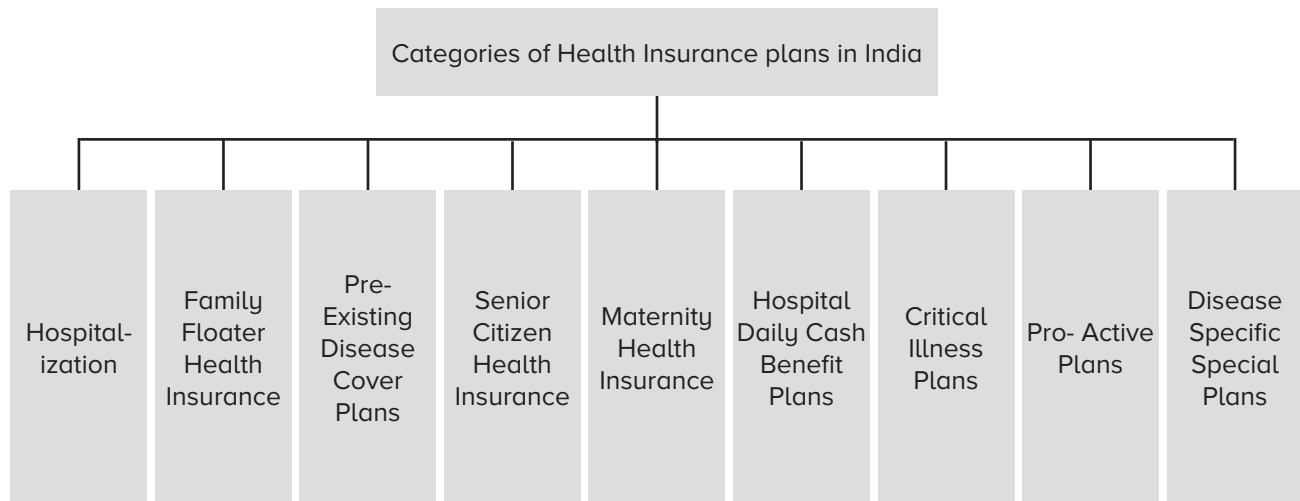 Categories of Health Insurance plans in India
Hospital-
ization
Family
Floater
Health
Insurance
Pre-
Existing
Disease
Cover
Plans
Senior
Citizen
Health
Insurance
Maternity
Health
Insurance
Hospital
Daily Cash
Benefit
Plans
Critical
Illness
Plans
Pro- Active
Plans
Disease
Specific
Special
Plans